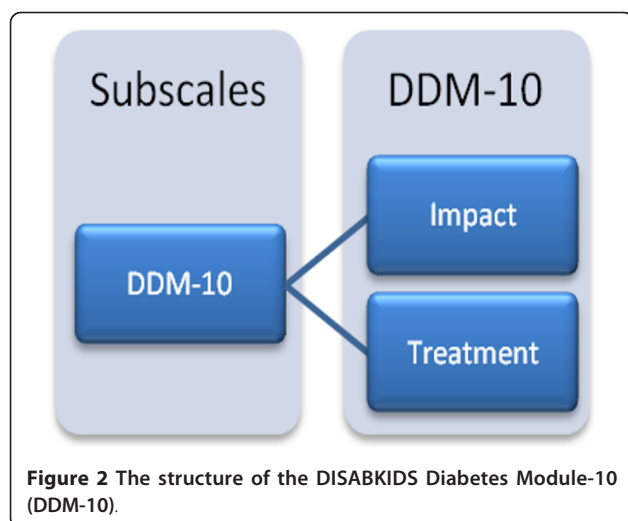 Subscales
DDM-10
DDM-10
Impact
Treatment
Figure 2 The structure of the DISABKIDS Diabetes Module-10
(DDM-10).